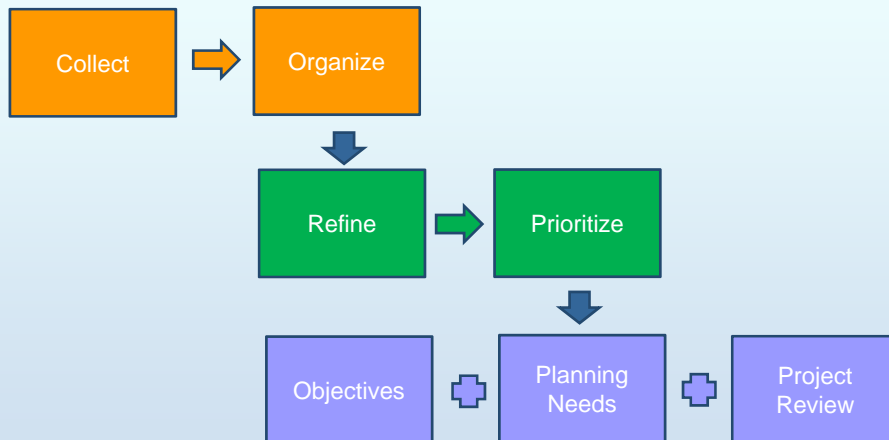 Collect
Organize
Refine
Prioritize
Objectives
Planning
Needs
Project
Review